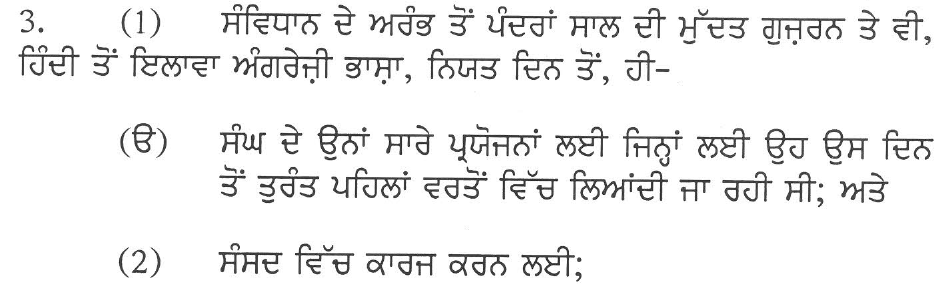 3. (1) ਸੰਵਿਧਾਨ ਦੇ ਅਰੰਭ ਤੋਂ ਪੰਦਰਾਂ ਸਾਲ ਦੀ ਮੁੱਦਤ ਗੁਜ਼ਰਨ ਤੇ ਵੀ,
ਹਿੰਦੀ ਤੋਂ ਇਲਾਵਾ ਅੰਗਰੇਜ਼ੀ ਭਾਸ਼ਾ, ਨਿਯਤ ਦਿਨ ਤੋਂ, ਹੀ-
(ੳ) ਸੰਘ ਦੇ ਉਨਾਂ ਸਾਰੇ ਪ੍ਰਯੋਜਨਾਂ ਲਈ ਜਿਨ੍ਹਾਂ ਲਈ ਉਹ ਉਸ ਦਿਨ
ਤੋਂ ਤੁਰੰਤ ਪਹਿਲਾਂ ਵਰਤੋਂ ਵਿੱਚ ਲਿਆਂਦੀ ਜਾ ਰਹੀ ਸੀ; ਅਤੇ
(2) ਸੰਸਦ ਵਿੱਚ ਕਾਰਜ ਕਰਨ ਲਈ;